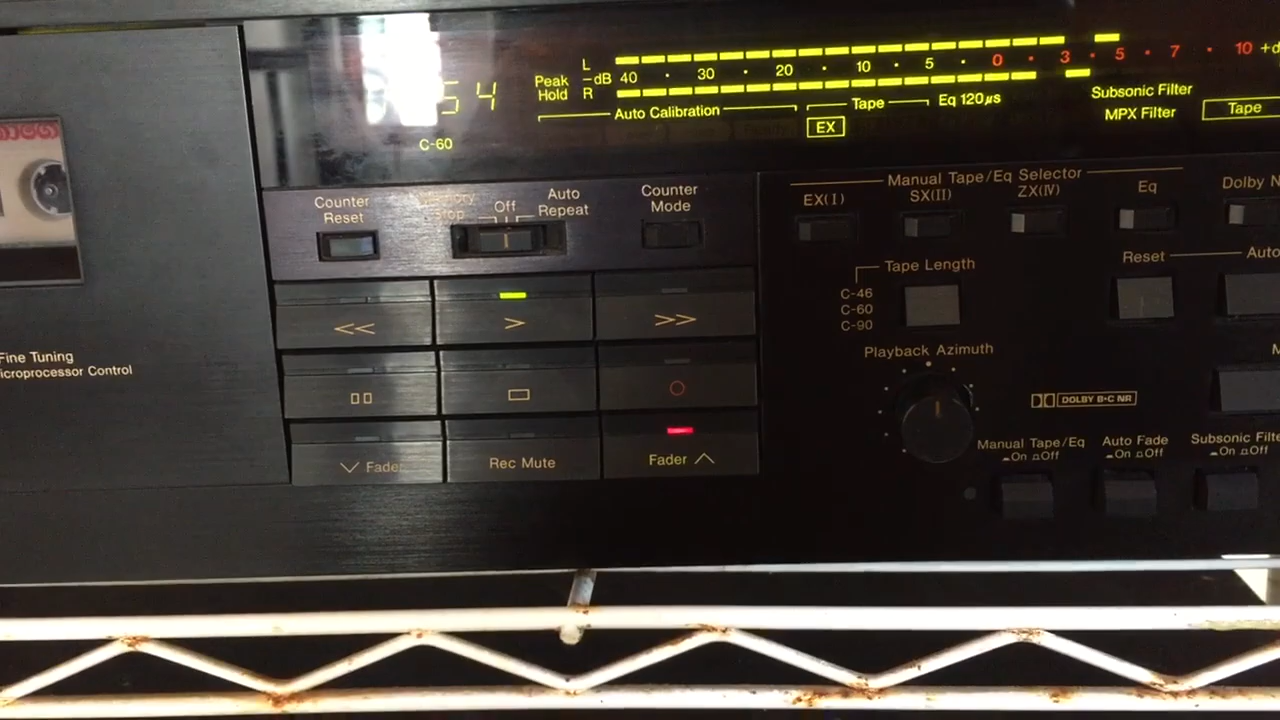 L
Peak
Hold
-dB
R
40 · 30 · 20 · 10 · 5 · 0 · 3 · 5 · 7 · 10
54
C-60
Auto Calibration
Tape
EX
Eq 120μs
Subsonic Filter
MPX Filter
Tape
Counter
Reset
Off
Auto
Repeat
Counter
Mode
Manual Tape/Eq Selector
EX(I)
SX(II)
ZX(IV)
Eq
Dolby
Tape Length
C-46
C-60
C-90
Reset
Auto
Playback Azimuth
DOLBY B-C NR
Manual Tape/Eq
On Off
Auto Fade
On Off
Subsonic
On Off
Fine Tuning
Control
<<
>
>>
Fader
Rec Mute
Fader